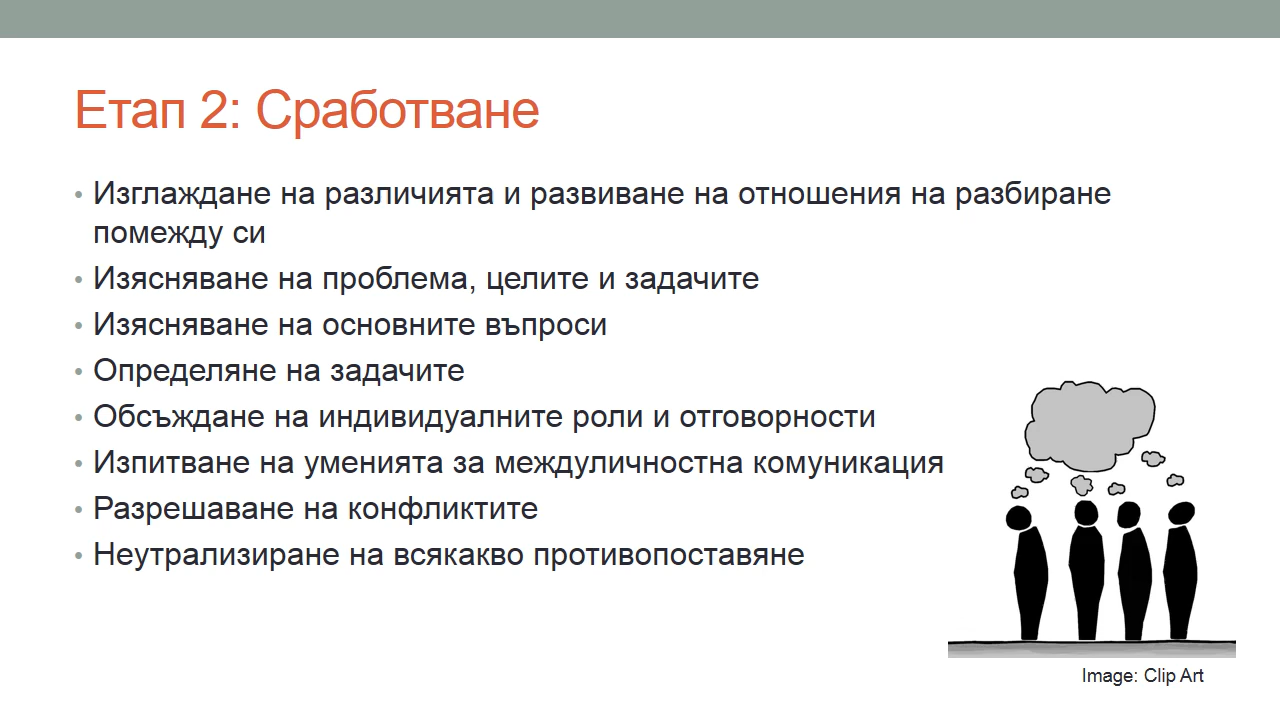 Етап 2: Сработване
• Изглаждане на различията и развиване на отношения на разбиране
помежду си
• Изясняване на проблема, целите и задачите
• Изясняване на основните въпроси
• Определяне на задачите
• Обсъждане на индивидуалните роли и отговорности
• Изпитване на уменията за междуличностна комуникация
• Разрешаване на конфликтите
• Неутрализиране на всякакво противопоставяне
Image: Clip Art